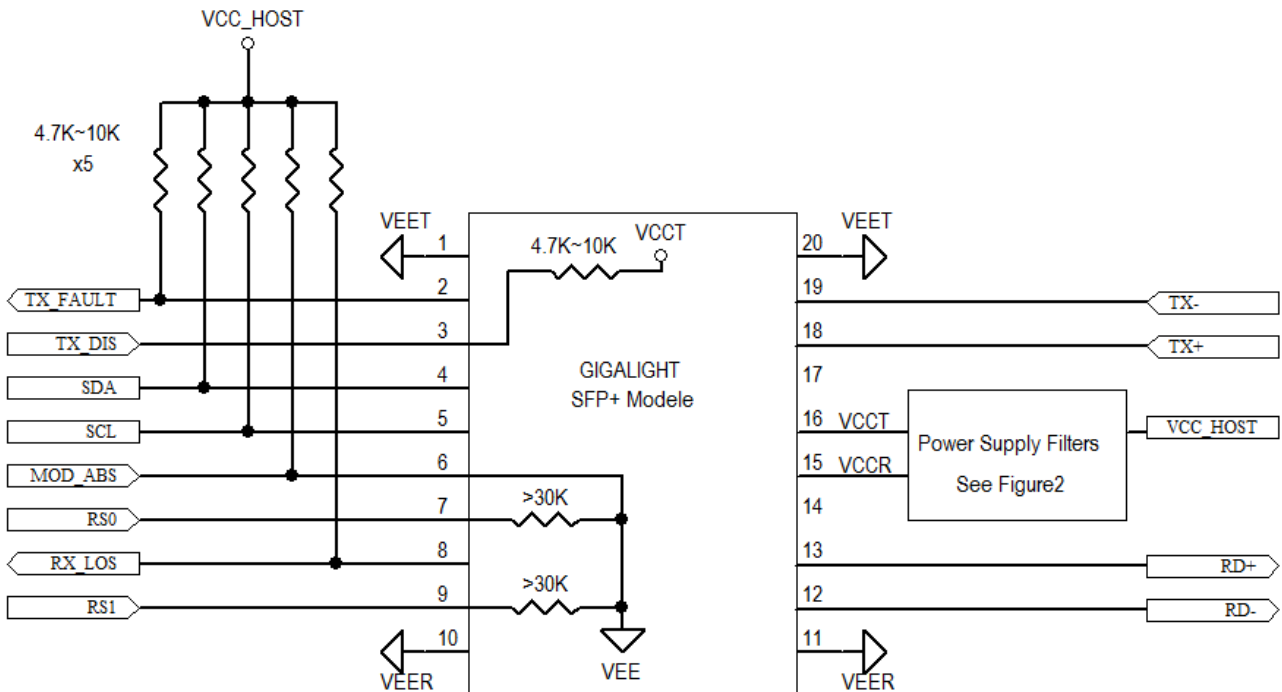 VCC_HOST
4.7K~10K
x5
VEET
1
4.7K~10K
VCCT
20
VEET
TX_FAULT
2
19
TX-
TX_DIS
3
18
TX+
SDA
4
GIGALIGHT
SFP+ Modele
17
SCL
5
16
VCCT
Power Supply Filters
See Figure2
VCC_HOST
MOD_ABS
6
15
VCCR
RS0
7
>30K
14
RX_LOS
8
13
RD+
RS1
9
>30K
12
RD-
10
VEER
VEE
11
VEER